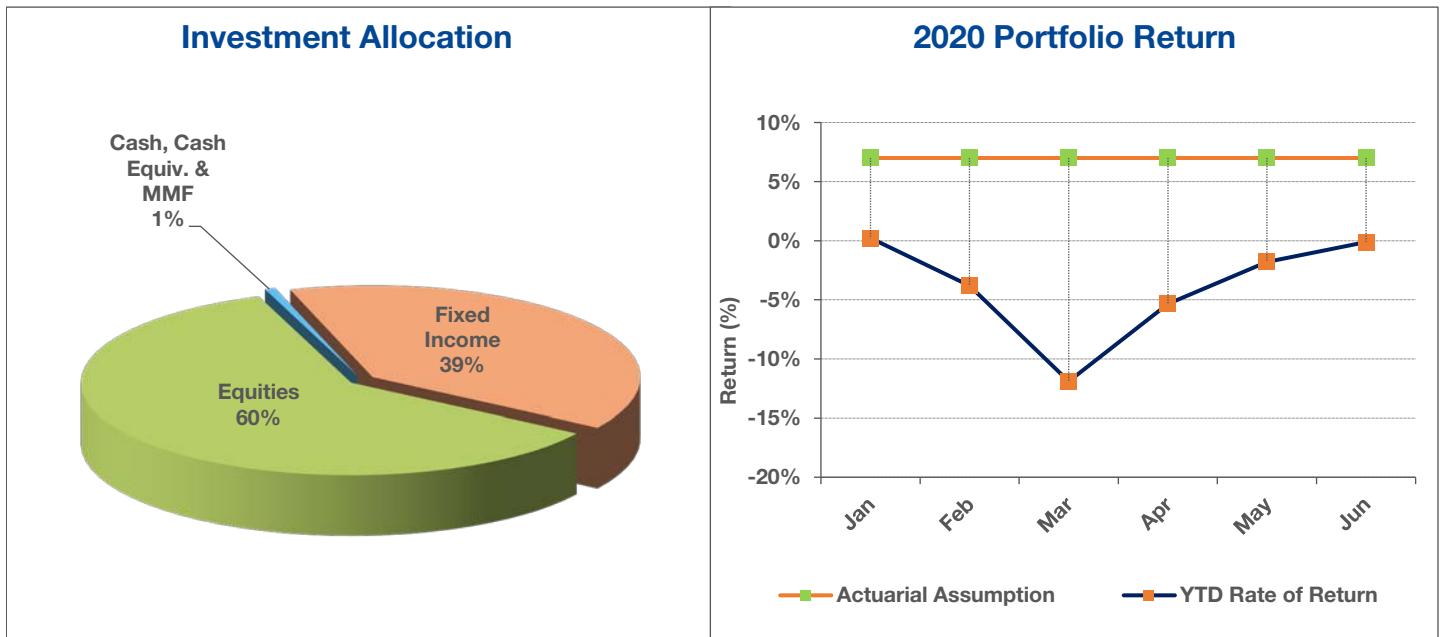 Investment Allocation
Cash, Cash
Equiv. &
MMF
1%
Fixed
Income
39%
Equities
60%
2020 Portfolio Return
Return (%)
10%
5%
0%
-5%
-10%
-15%
-20%
Jan
Feb
Mar
Apr
May
Jun
Actuarial Assumption
YTD Rate of Return